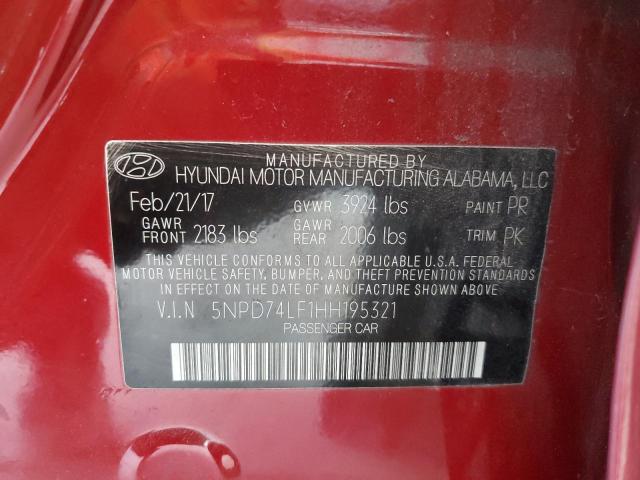 MANUFACTURED BY
HYUNDAI MOTOR MANUFACTURING ALABAMA, LLC
Feb/21/17 GVWR 3924 lbs PAINT PR
GAWR FRONT 2183 lbs GAWR REAR 2006 lbs TRIM PK
THIS VEHICLE CONFORMS TO ALL APPLICABLE U.S.A. FEDERAL
MOTOR VEHICLE SAFETY, BUMPER, AND THEFT PREVENTION STANDARDS
IN EFFECT ON THE DATE OF MANUFACTURE SHOWN ABOVE.
V.I.N 5NPD74LF1HH195321
PASSENGER CAR